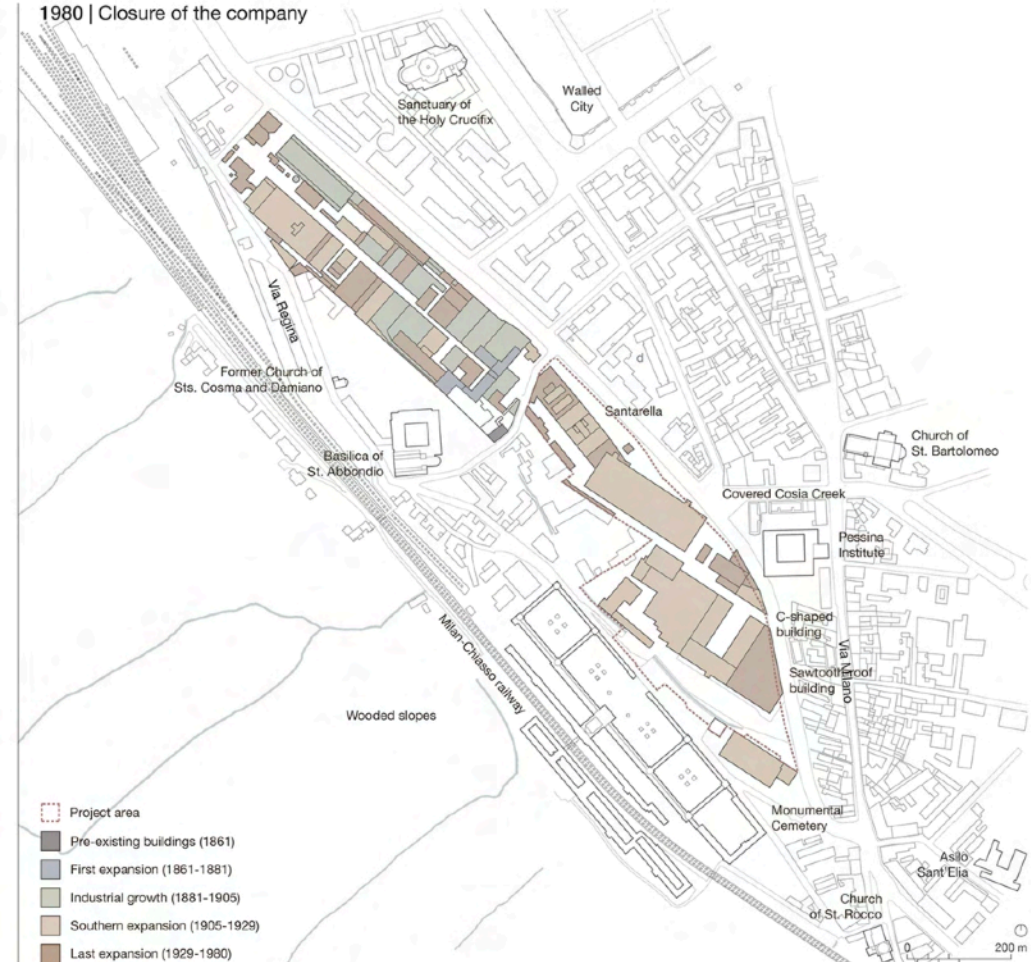 1980 | Closure of the company
Sanctuary of
the Holy Crucifix
Walled
City
Via Regina
Former Church of
Sts. Cosma and Damiano
Santarella
Basilica of
St. Abbondio
Church of
St. Bartolomeo
Covered Cosia Creek
Pessina
Institute
C-shaped
building
Via Milano
Sawtooth roof
building
Milan-Chiasso railway
Wooded slopes
Monumental
Cemetery
Asilo
Sant'Elia
Church
of St. Rocco
Project area
Pre-existing buildings (1861)
First expansion (1861-1881)
Industrial growth (1881-1905)
Southern expansion (1905-1929)
Last expansion (1929-1980)
0 200 m